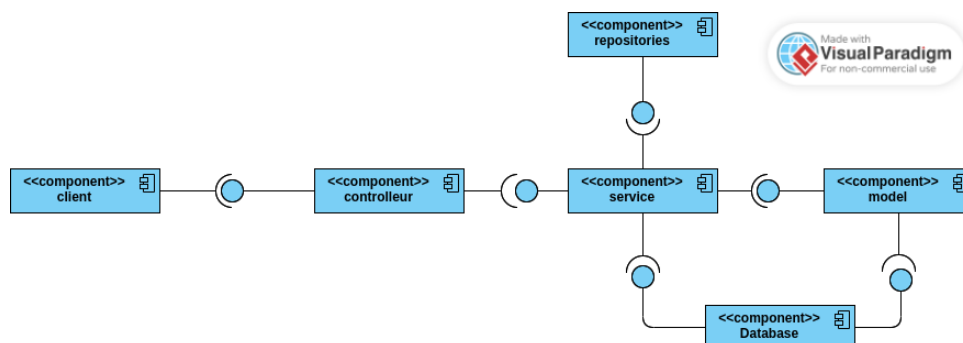 <<component>>
repositories
Made with
Visual Paradigm
For non-commercial use
<<component>>
client
<<component>>
controlleur
<<component>>
service
<<component>>
model
<<component>>
Database